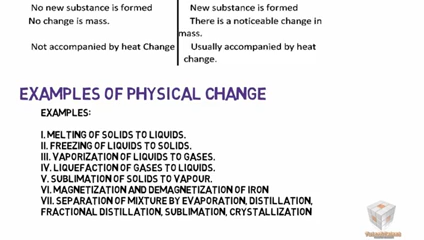 No new substance is formed
New substance is formed
No change is mass.
There is a noticeable change in
mass.
Not accompanied by heat Change
Usually accompanied by heat
change.
EXAMPLES OF PHYSICAL CHANGE
EXAMPLES:
I. MELTING OF SOLIDS TO LIQUIDS.
II. FREEZING OF LIQUIDS TO SOLIDS.
III. VAPORIZATION OF LIQUIDS TO GASES.
IV. LIQUEFACTION OF GASES TO LIQUIDS.
V. SUBLIMATION OF SOLIDS TO VAPOUR.
VI. MAGNETIZATION AND DEMAGNETIZATION OF IRON
VII. SEPARATION OF MIXTURE BY EVAPORATION, DISTILLATION,
FRACTIONAL DISTILLATION, SUBLIMATION, CRYSTALLIZATION